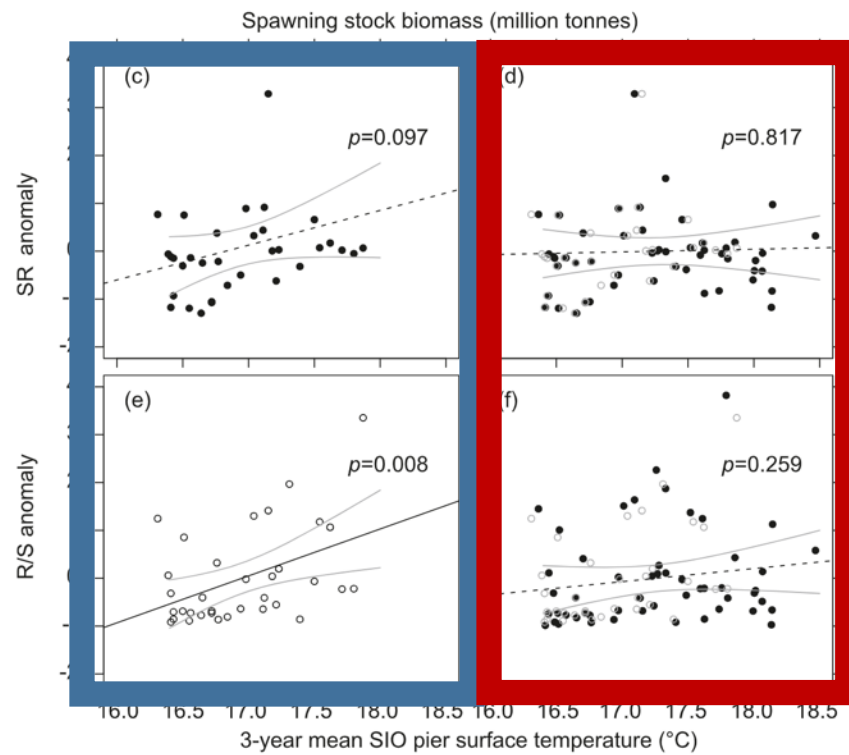 Spawning stock biomass (million tonnes)
(c)
p=0.097
SR anomaly
(d)
p=0.817
(e)
p=0.008
R/S anomaly
(f)
p=0.259
16.0 16.5 17.0 17.5 18.0 16.0 16.5 17.0 17.5 18.0 18.5
3-year mean SIO pier surface temperature (°C)